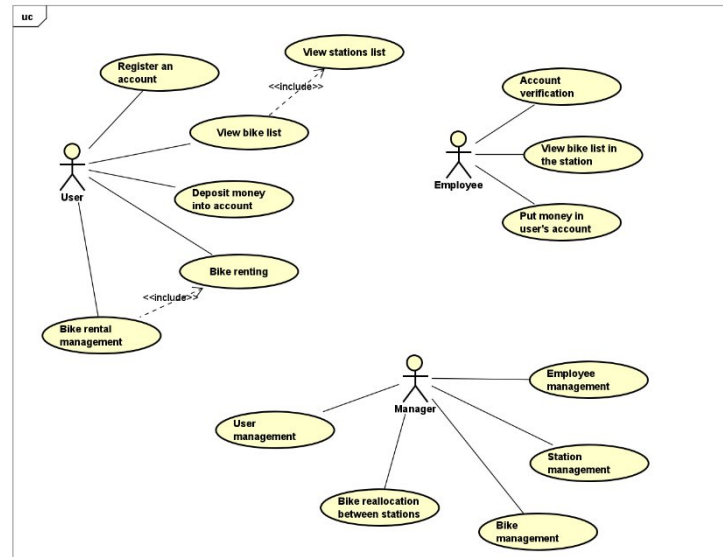 uc
View stations list
Register an
account
<<include>>
Account
verification
View bike list
View bike list in
the station
User
Employee
Deposit money
into account
Put money in
user's account
Bike renting
<<include>>
Bike rental
management
Employee
management
Manager
User
management
Station
management
Bike reallocation
between stations
Bike
management